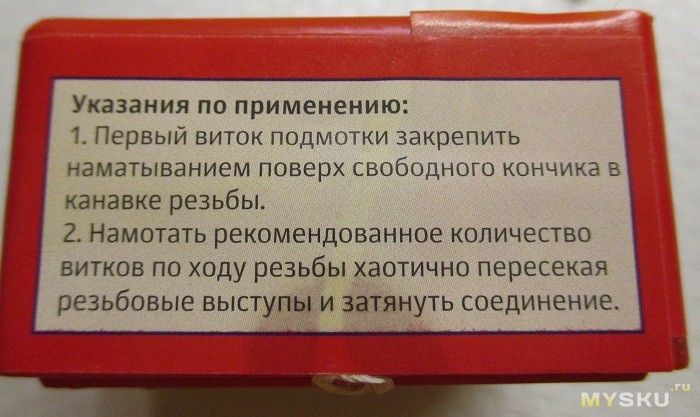 Указания по применению:
1. Первый виток подмотки закрепить
наматыванием поверх свободного кончика в
канавке резьбы.
2. Намотать рекомендованное количество
витков по ходу резьбы хаотично пересекая
резьбовые выступы и затянуть соединение.
MYSKU.ru